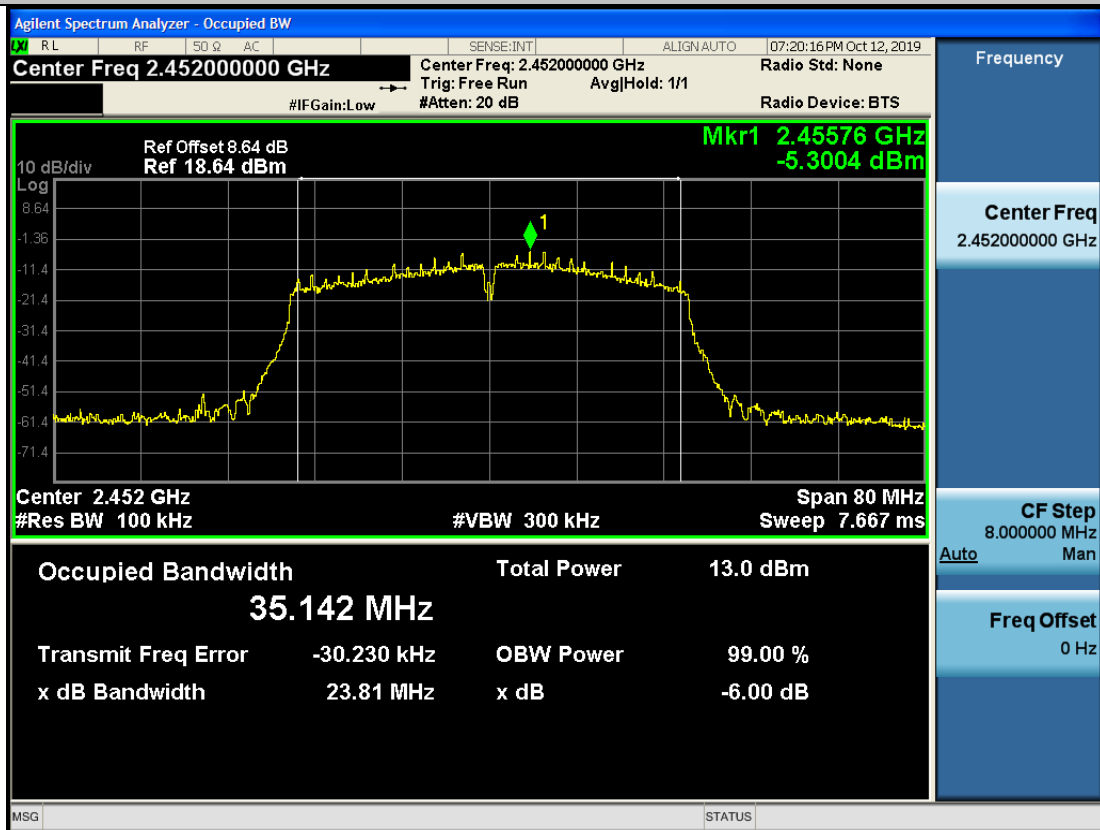 Agilent Spectrum Analyzer - Occupied BW
LXI RL RF 50 Ω AC SENSE:INT ALIGN AUTO 07:20:16 PM Oct 12, 2019
Center Freq 2.452000000 GHz
Center Freq: 2.452000000 GHz
Radio Std: None
Trig: Free Run Avg|Hold: 1/1
#IFGain:Low
#Atten: 20 dB
Radio Device: BTS
Ref Offset 8.64 dB
10 dB/div Ref 18.64 dBm
Mkr1 2.45576 GHz
-5.3004 dBm
Log
8.64
-1.36
-11.4
-21.4
-31.4
-41.4
-51.4
-61.4
-71.4
1
Center 2.452 GHz
Span 80 MHz
#Res BW 100 kHz
#VBW 300 kHz
Sweep 7.667 ms
Occupied Bandwidth
35.142 MHz
Total Power 13.0 dBm
Transmit Freq Error -30.230 kHz
OBW Power 99.00 %
x dB Bandwidth 23.81 MHz
x dB -6.00 dB
MSG
STATUS
Frequency
Center Freq
2.452000000 GHz
CF Step
8.000000 MHz
Auto Man
Freq Offset
0 Hz